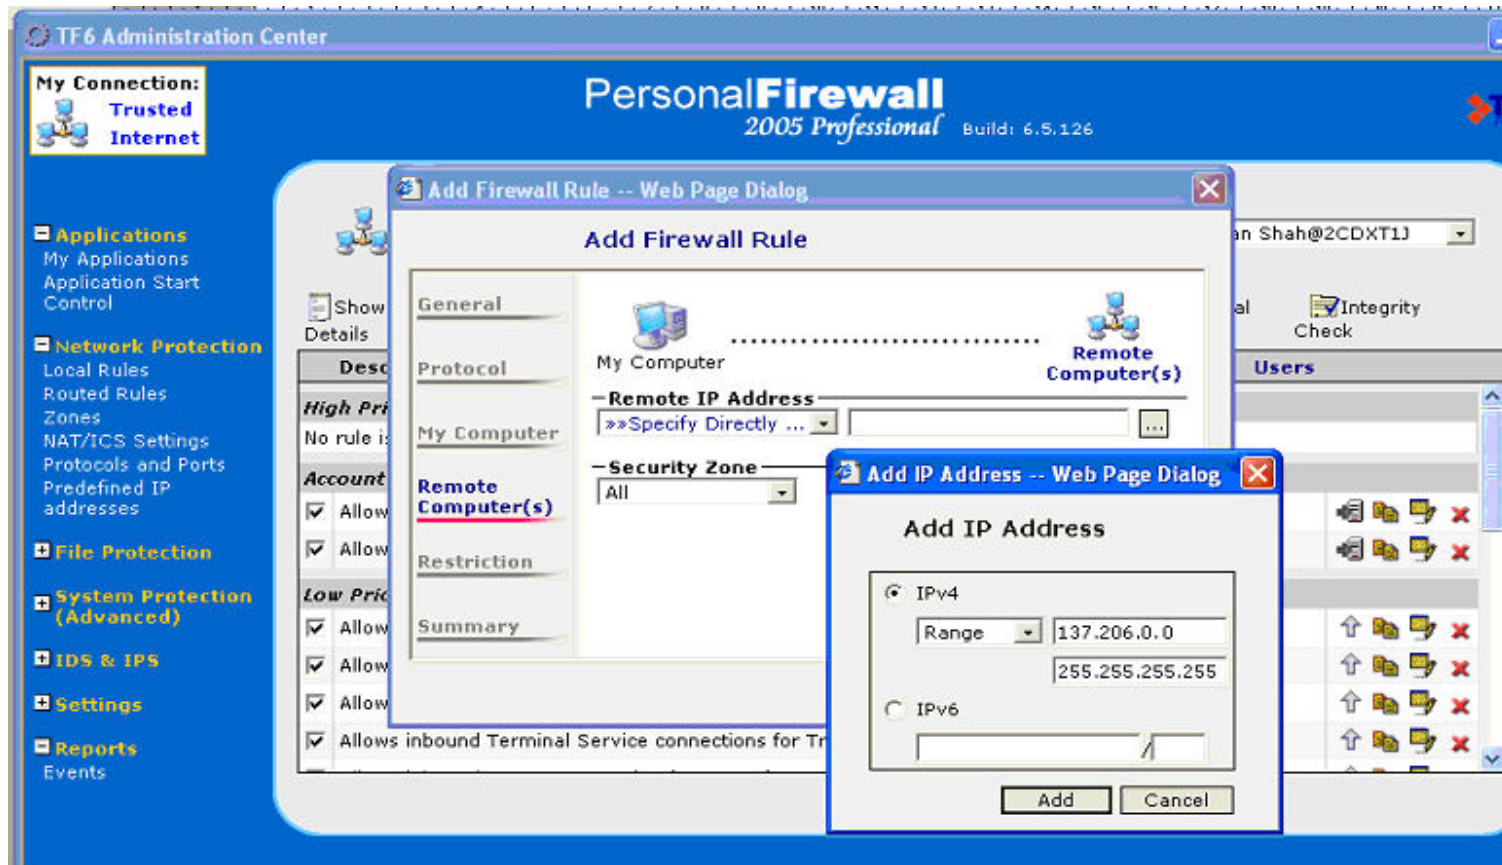 TF6 Administration Center
My Connection:
Trusted
Internet
PersonalFirewall
2005 Professional Build: 6.5.126
Applications
My Applications
Application Start
Control
Network Protection
Local Rules
Routed Rules
Zones
NAT/ICS Settings
Protocols and Ports
Predefined IP
addresses
File Protection
System Protection
(Advanced)
IDS & IPS
Settings
Reports
Events
an Shah@2CDXT1J
Show
Details
al
Integrity
Check
Desc
Users
High Pri
No rule is
Account
Allow
Allow
Low Pric
Allow
Allow
Allow
Allows inbound Terminal Service connections for Tr
Add Firewall Rule -- Web Page Dialog
Add Firewall Rule
General
Protocol
My Computer
Remote
Computer(s)
Restriction
Summary
My Computer
Remote
Computer(s)
Remote IP Address
»»Specify Directly ...
...
Security Zone
All
Add IP Address -- Web Page Dialog
Add IP Address
IPv4
Range 137.206.0.0
255.255.255.255
IPv6
/
Add Cancel